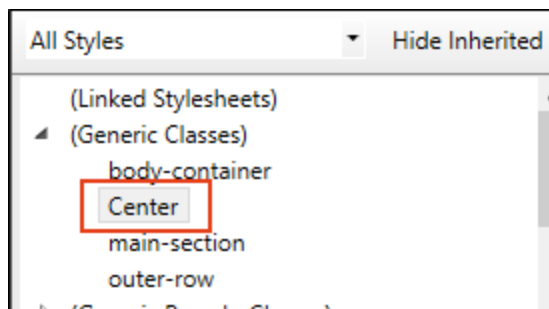 All Styles Hide Inherited
(Linked Stylesheets)
(Generic Classes)
body-container
Center
main-section
outer-row